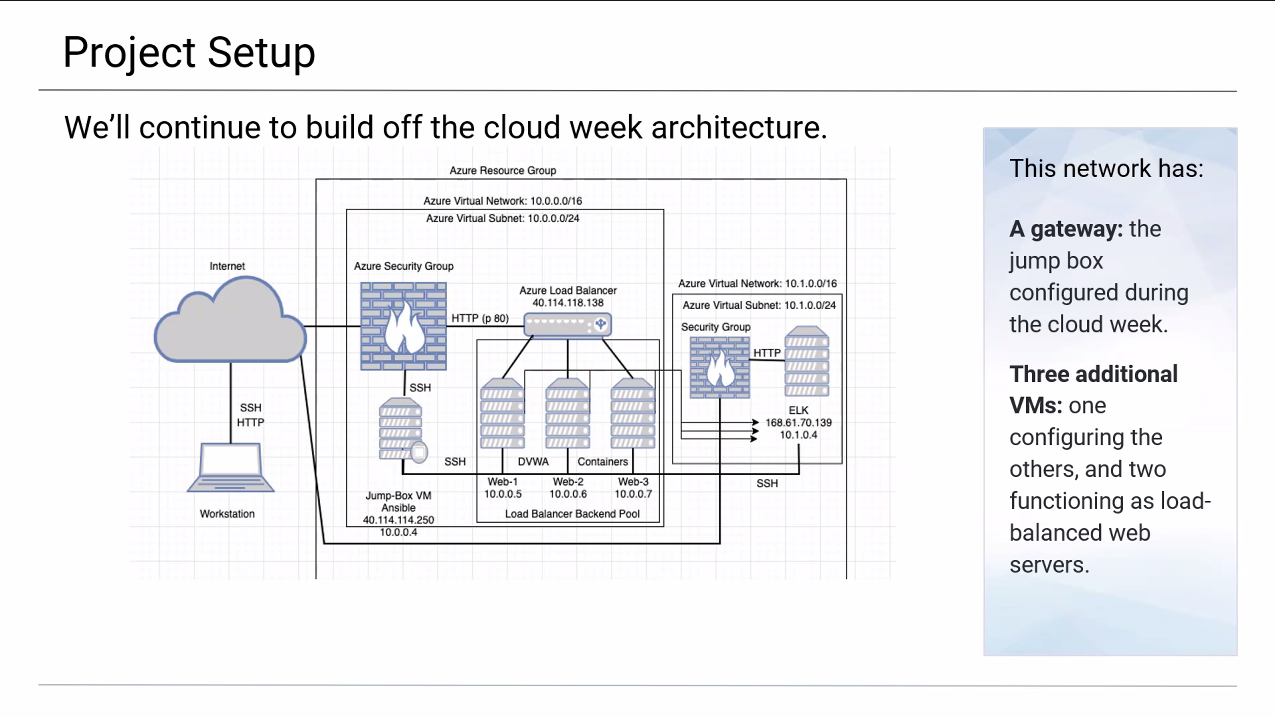 Project Setup
We’ll continue to build off the cloud week architecture.
Azure Resource Group
Azure Virtual Network: 10.0.0.0/16
Azure Virtual Subnet: 10.0.0.0/24
Internet
Azure Security Group
Azure Load Balancer
40.114.118.138
HTTP (p 80)
Azure Virtual Network: 10.1.0.0/16
Azure Virtual Subnet: 10.1.0.0/24
Security Group
HTTP
SSH
SSH
HTTP
ELK
168.61.70.139
10.1.0.4
SSH
DVWA
Containers
Web-1
10.0.0.5
Web-2
10.0.0.6
Web-3
10.0.0.7
SSH
Workstation
Jump-Box VM
Ansible
40.114.114.250
10.0.0.4
Load Balancer Backend Pool
This network has:
A gateway: the
jump box
configured during
the cloud week.
Three additional
VMs: one
configuring the
others, and two
functioning as load-
balanced web
servers.